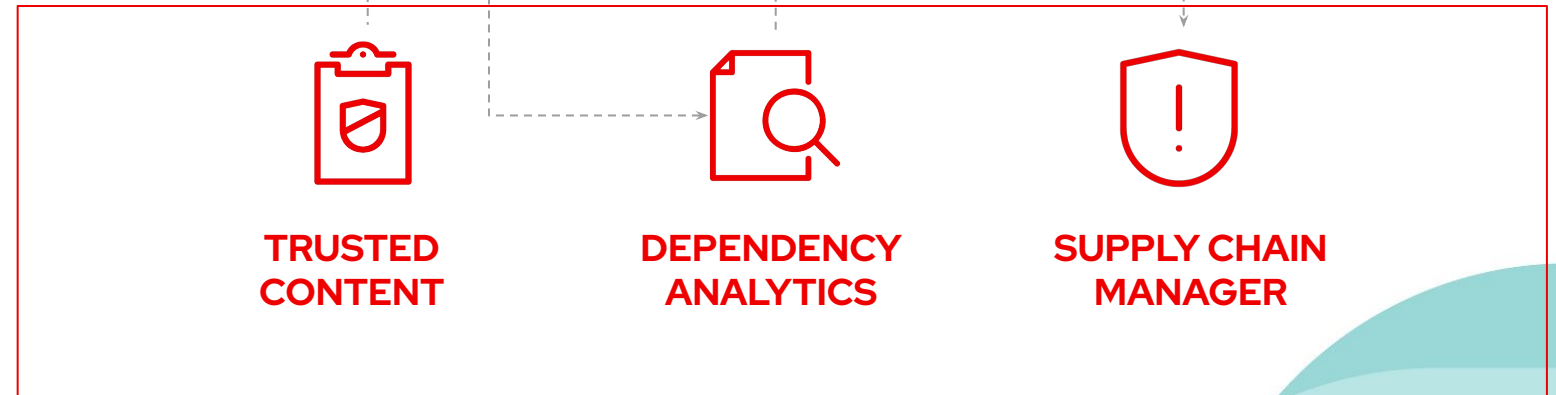 TRUSTED
CONTENT
DEPENDENCY
ANALYTICS
SUPPLY CHAIN
MANAGER